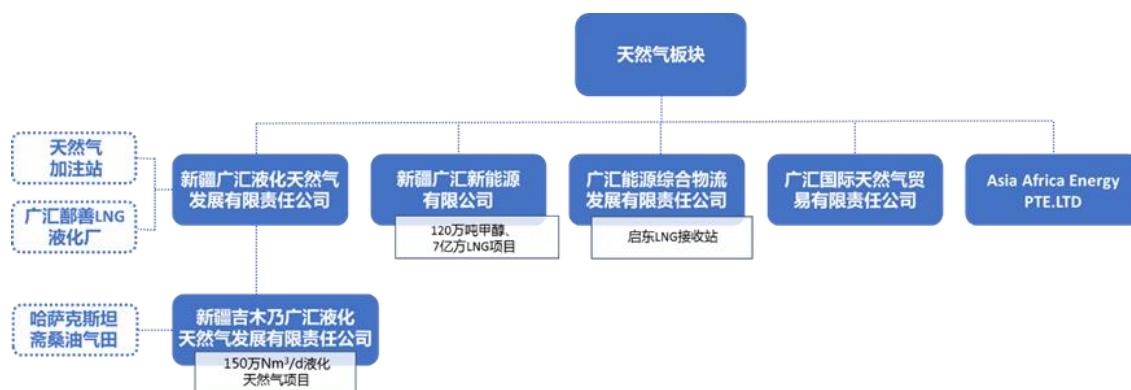 天然气板块
天然气
加注站
新疆广汇液化天然气
发展有限责任公司
新疆广汇新能源
有限公司
广汇能源综合物流
发展有限责任公司
广汇国际天然气贸
易有限责任公司
Asia Africa Energy
PTE.LTD
广汇鄯善LNG
液化厂
120万吨甲醇、
7亿方LNG项目
启东LNG接收站
哈萨克斯坦
斋桑油气田
新疆吉木乃广汇液化
天然气发展有限责任公司
150万Nm³/d液化
天然气项目